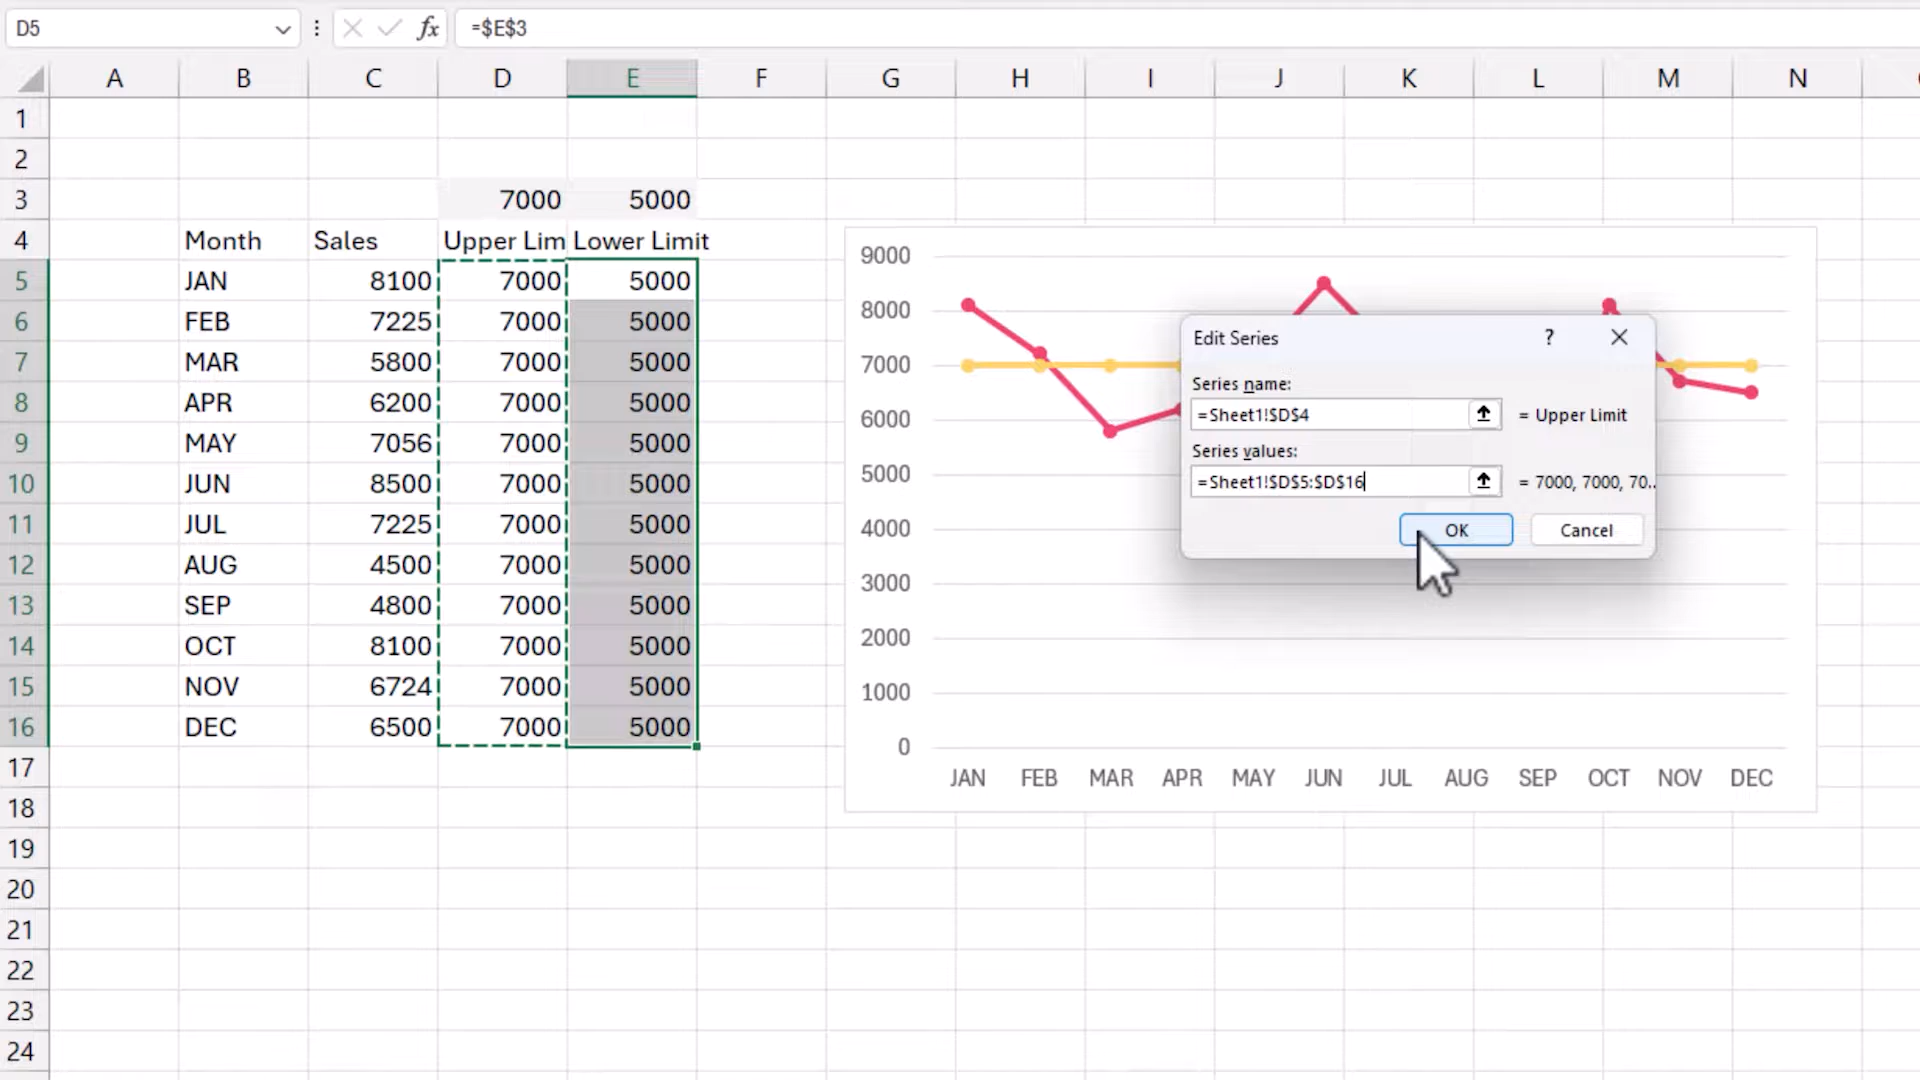 D5 fx =$E$3
A B C D E F G H I J K L M N
1
2
3 7000 5000
4 Month Sales Upper Lim Lower Limit
5 JAN 8100 7000 5000
6 FEB 7225 7000 5000
7 MAR 5800 7000 5000
8 APR 6200 7000 5000
9 MAY 7056 7000 5000
10 JUN 8500 7000 5000
11 JUL 7225 7000 5000
12 AUG 4500 7000 5000
13 SEP 4800 7000 5000
14 OCT 8100 7000 5000
15 NOV 6724 7000 5000
16 DEC 6500 7000 5000
17
18
19
20
21
22
23
24
9000
8000
7000
6000
5000
4000
3000
2000
1000
0
JAN FEB MAR APR MAY JUN JUL AUG SEP OCT NOV DEC
Edit Series ?
Series name:
=Sheet1!$D$4 = Upper Limit
Series values:
=Sheet1!$D$5:$D$16 = 7000, 7000, 70..
OK Cancel